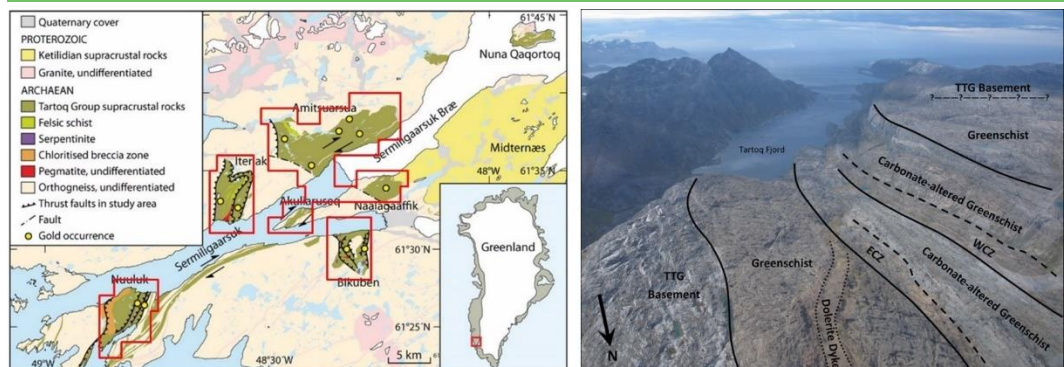 Quaternary cover
PROTEROZOIC
Ketilidian supracrustal rocks
Granite, undifferentiated
ARCHAEAN
Tartoq Group supracrustal rocks
Felsic schist
Serpentinite
Chloritised breccia zone
Pegmatite, undifferentiated
Orthogneiss, undifferentiated
Thrust faults in study area
Fault
Gold occurrence
61°45´N
Nuna Qaqortoq
Amitsuarsua
Sermiligaarsuk Bræ
Midternæs
Iterlak
48°W
61°35´N
Akuliaruseq
Naalagaaffik
Sermiligaarsuk
61°30´N
Bikuben
Nuuluk
61°25´N
49°W
48°30´W
5 km
Greenland
TTG Basement
—?——?——?——?—
Greenschist
Tartoq Fjord
Carbonate-altered Greenschist
WCZ
Carbonate-altered Greenschist
ECZ
Greenschist
Dolerite Dyke
TTG
Basement
N